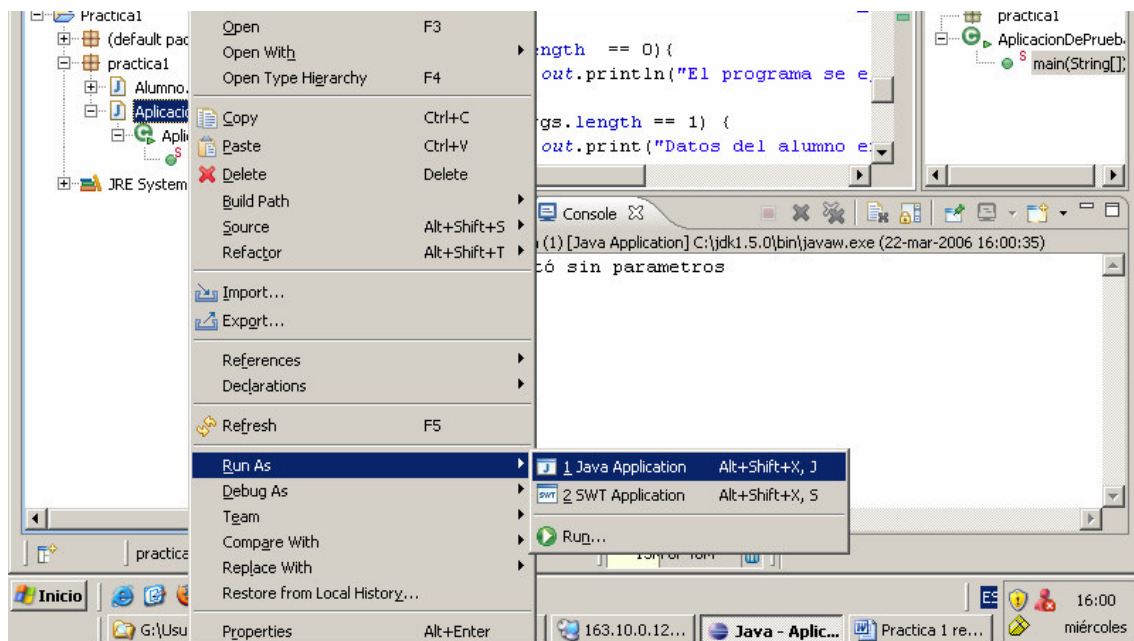 Practica1
(default pac
practica1
Alumno.
Aplicacio
Apli
S
JRE System
practica
Open F3
Open With
Open Type Hierarchy F4
Copy Ctrl+C
Paste Ctrl+V
Delete Delete
Build Path
Source Alt+Shift+S
Refactor Alt+Shift+T
Import...
Export...
References
Declarations
Refresh F5
Run As
Debug As
Team
Compare With
Replace With
Restore from Local History...
Properties Alt+Enter
1 Java Application Alt+Shift+X, J
2 SWT Application Alt+Shift+X, S
Run...
ength == 0){
out.println("El programa se e
rgs.length == 1) {
out.print("Datos del alumno e
practica1
AplicacionDePrueb
S main(String[])
Console
(1) [Java Application] C:\jdk1.5.0\bin\javaw.exe (22-mar-2006 16:00:35)
tó sin parametros
Inicio
ES 16:00
G:\Usu 163.10.0.12... Java - Aplic... Practica 1 re... miércoles